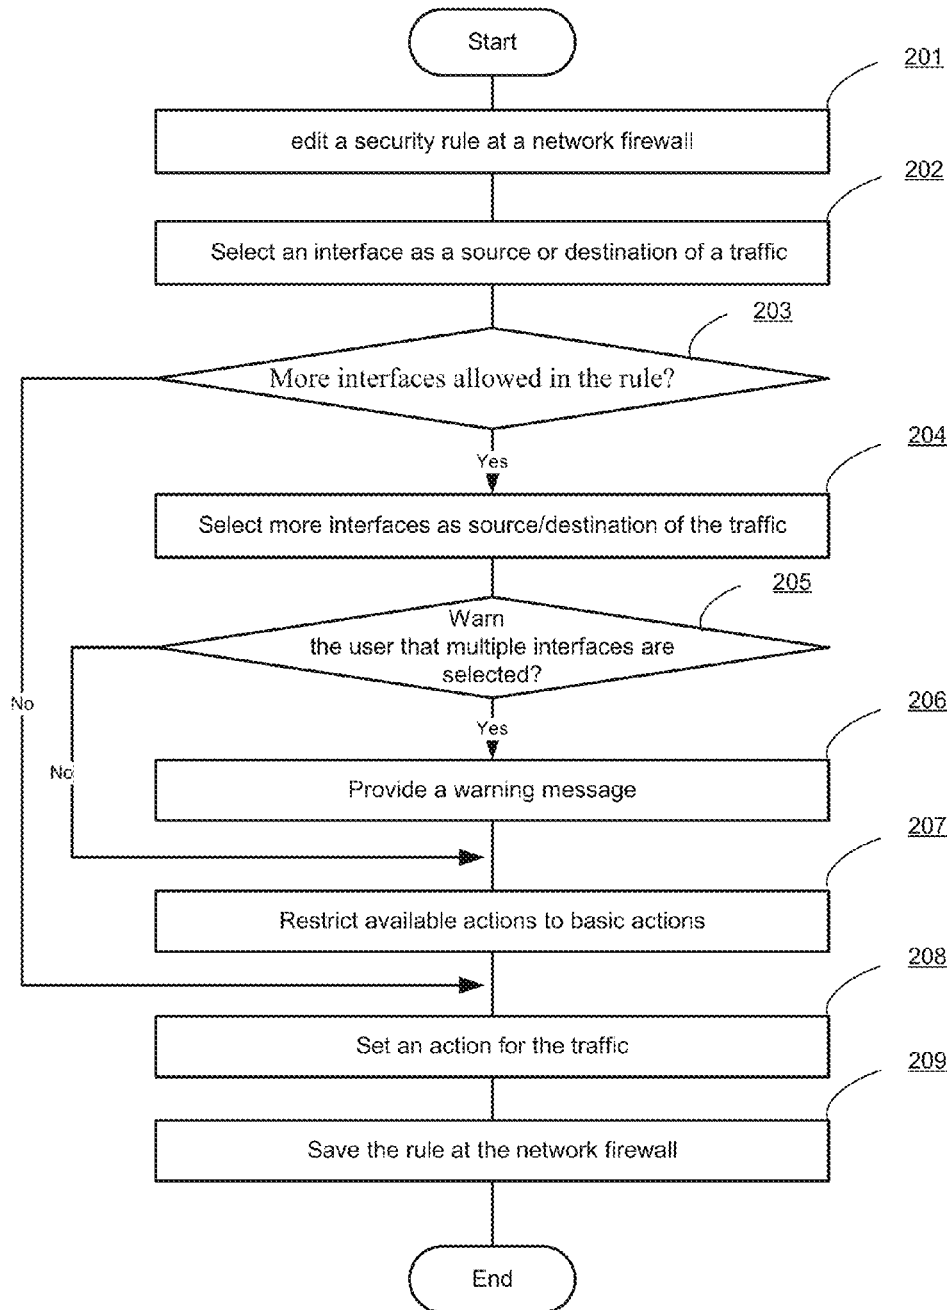 Start
201
edit a security rule at a network firewall
202
Select an interface as a source or destination of a traffic
203
More interfaces allowed in the rule?
204
Yes
Select more interfaces as source/destination of the traffic
205
Warn
the user that multiple interfaces are
selected?
No
206
Yes
No
Provide a warning message
207
Restrict available actions to basic actions
208
Set an action for the traffic
209
Save the rule at the network firewall
End